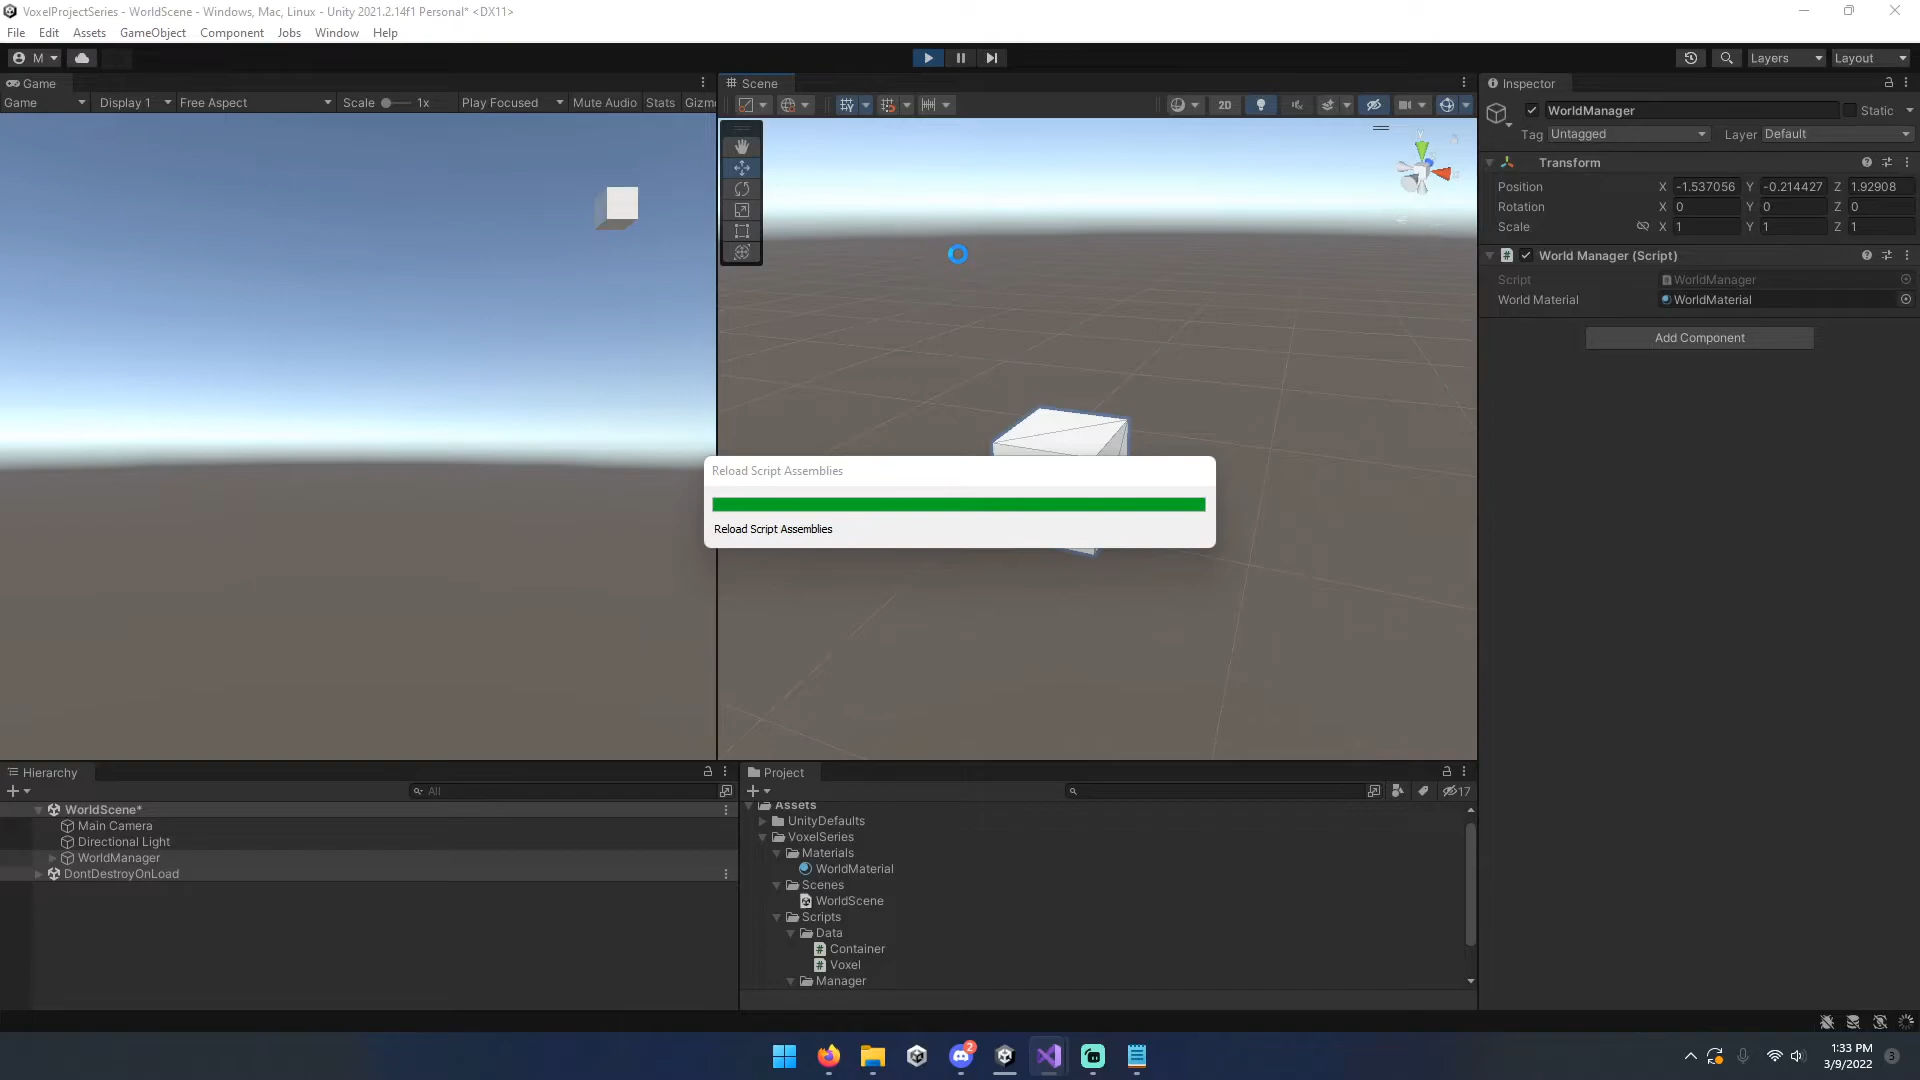 VoxelProjectSeries - WorldScene - Windows, Mac, Linux - Unity 2021.2.14f1 Personal* <DX11>
File Edit Assets GameObject Component Jobs Window Help
M
Layers Layout
Game
Game Display 1 Free Aspect Scale 1x Play Focused Mute Audio Stats Gizm
Scene
2D
Inspector
WorldManager Static
Tag Untagged Layer Default
Transform
Position X -1.537056 Y -0.214427 Z 1.92908
Rotation X 0 Y 0 Z 0
Scale X 1 Y 1 Z 1
World Manager (Script)
Script WorldManager
World Material WorldMaterial
Add Component
Reload Script Assemblies
Reload Script Assemblies
Hierarchy
All
WorldScene*
Main Camera
Directional Light
WorldManager
DontDestroyOnLoad
Project
17
Assets
UnityDefaults
VoxelSeries
Materials
WorldMaterial
Scenes
WorldScene
Scripts
Data
Container
Voxel
Manager
2
1:33 PM
3/9/2022
3